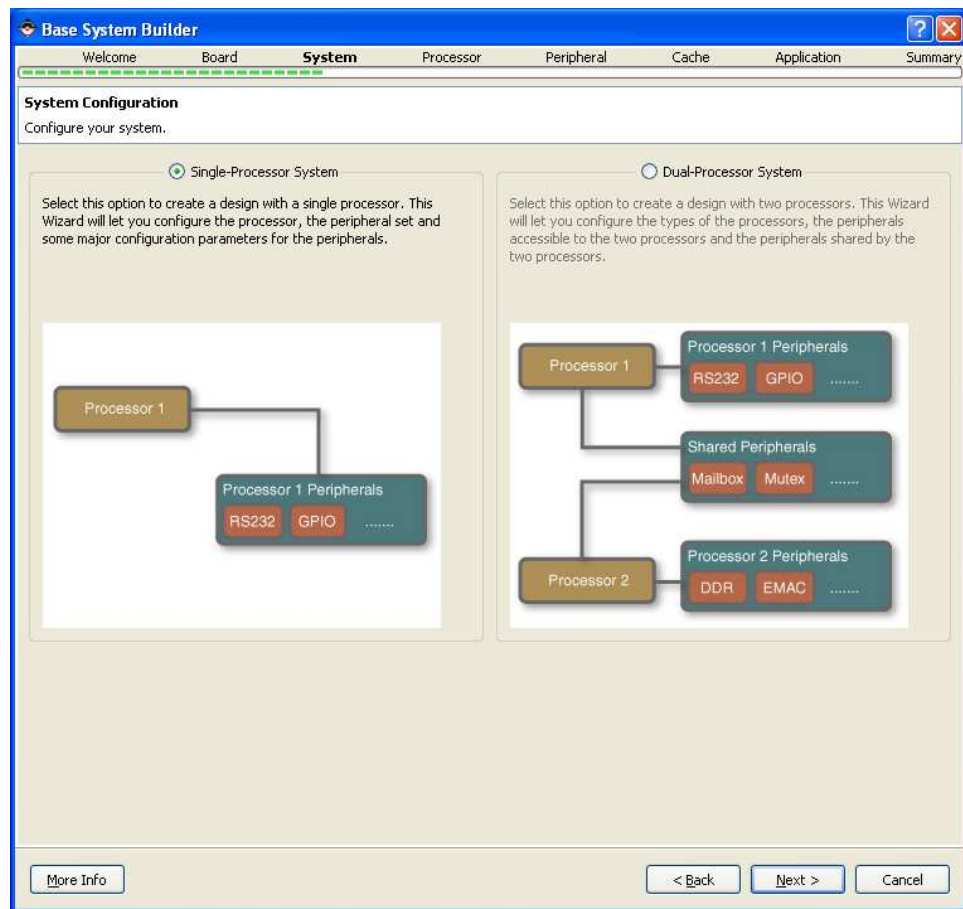 Base System Builder
Welcome Board System Processor Peripheral Cache Application Summary
System Configuration
Configure your system.
Single-Processor System
Select this option to create a design with a single processor. This
Wizard will let you configure the processor, the peripheral set and
some major configuration parameters for the peripherals.
Processor 1
Processor 1 Peripherals
RS232 GPIO .......
Dual-Processor System
Select this option to create a design with two processors. This Wizard
will let you configure the types of the processors, the peripherals
accessible to the two processors and the peripherals shared by the
two processors.
Processor 1
Processor 1 Peripherals
RS232 GPIO .......
Shared Peripherals
Mailbox Mutex .......
Processor 2
Processor 2 Peripherals
DDR EMAC .......
More Info
< Back
Next >
Cancel